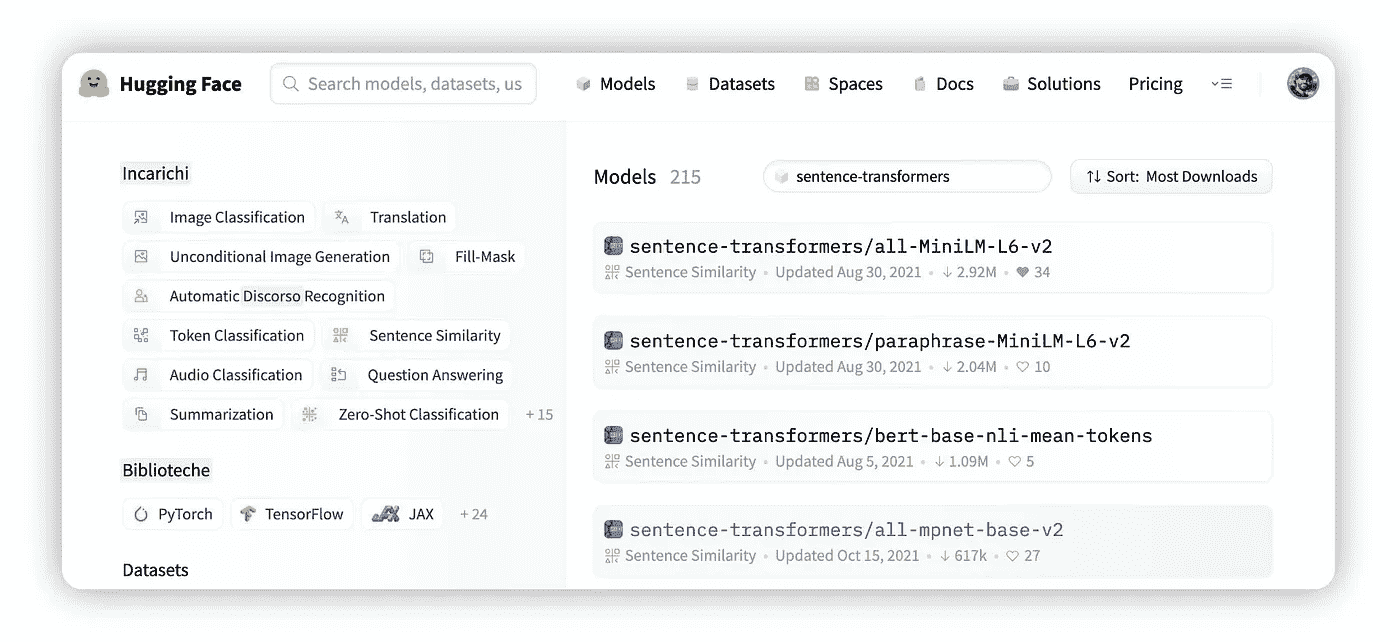 Hugging Face
Search models, datasets, us
Models
Datasets
Spaces
Docs
Solutions
Pricing
Incarichi
Image Classification
Translation
Unconditional Image Generation
Fill-Mask
Automatic Discorso Recognition
Token Classification
Sentence Similarity
Audio Classification
Question Answering
Summarization
Zero-Shot Classification
+ 15
Biblioteche
PyTorch
TensorFlow
JAX
+ 24
Datasets
Models 215
sentence-transformers
↑↓ Sort: Most Downloads
sentence-transformers/all-MiniLM-L6-v2
Sentence Similarity • Updated Aug 30, 2021 • ↓ 2.92M • ♥ 34
sentence-transformers/paraphrase-MiniLM-L6-v2
Sentence Similarity • Updated Aug 30, 2021 • ↓ 2.04M • ♡ 10
sentence-transformers/bert-base-nli-mean-tokens
Sentence Similarity • Updated Aug 5, 2021 • ↓ 1.09M • ♡ 5
sentence-transformers/all-mpnet-base-v2
Sentence Similarity • Updated Oct 15, 2021 • ↓ 617k • ♡ 27